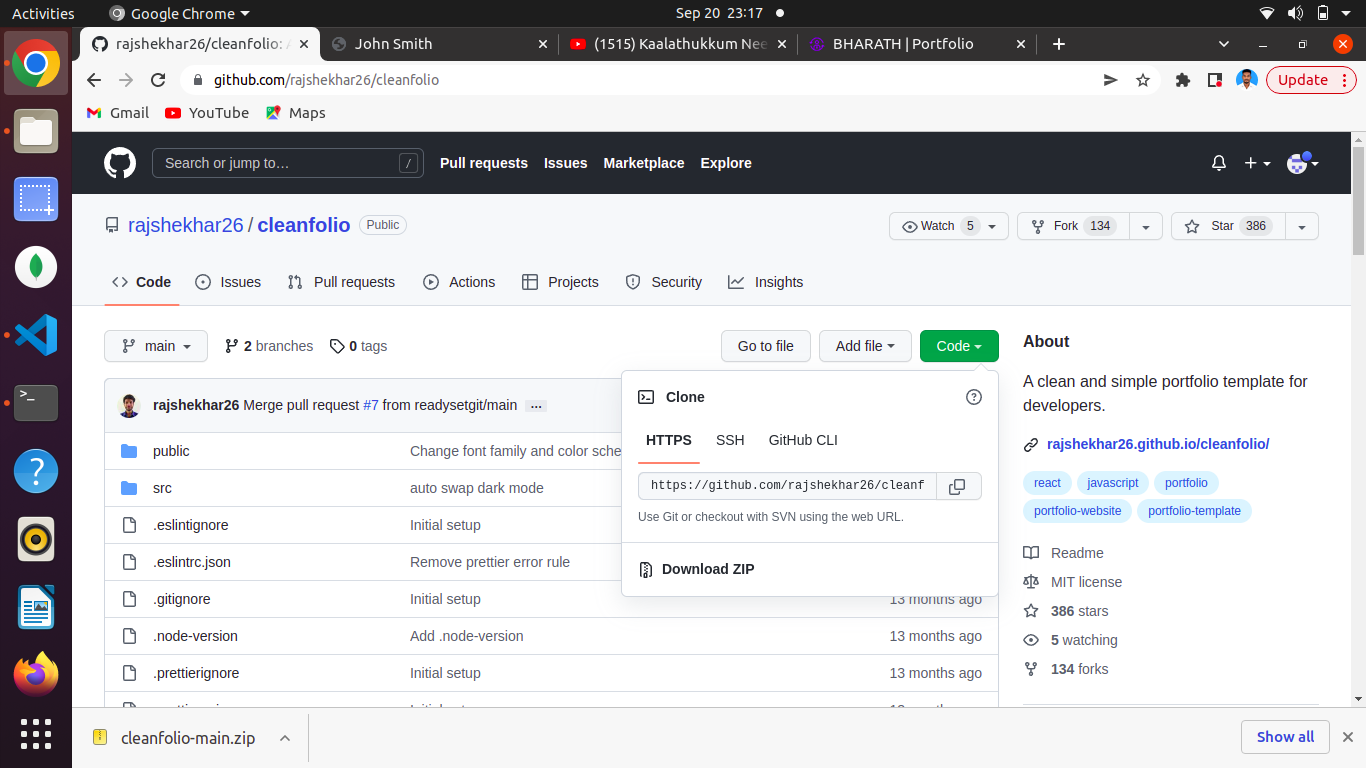 Activities
Google Chrome
Sep 20 23:17
rajshekhar26/cleanfolio: A
John Smith
(1515) Kaalathukkum Nee
BHARATH | Portfolio
github.com/rajshekhar26/cleanfolio
Update
Gmail
YouTube
Maps
Search or jump to…
/
Pull requests
Issues
Marketplace
Explore
rajshekhar26 / cleanfolio
Public
Watch 5
Fork 134
Star 386
Code
Issues
Pull requests
Actions
Projects
Security
Insights
main
2 branches
0 tags
Go to file
Add file
Code
rajshekhar26 Merge pull request #7 from readysetgit/main ...
public
Change font family and color sche
src
auto swap dark mode
.eslintignore
Initial setup
.eslintrc.json
Remove prettier error rule
.gitignore
Initial setup
13 months ago
.node-version
Add .node-version
13 months ago
.prettierignore
Initial setup
13 months ago
Clone
HTTPS
SSH
GitHub CLI
https://github.com/rajshekhar26/cleanf
Use Git or checkout with SVN using the web URL.
Download ZIP
About
A clean and simple portfolio template for
developers.
rajshekhar26.github.io/cleanfolio/
react
javascript
portfolio
portfolio-website
portfolio-template
Readme
MIT license
386 stars
5 watching
134 forks
cleanfolio-main.zip
Show all